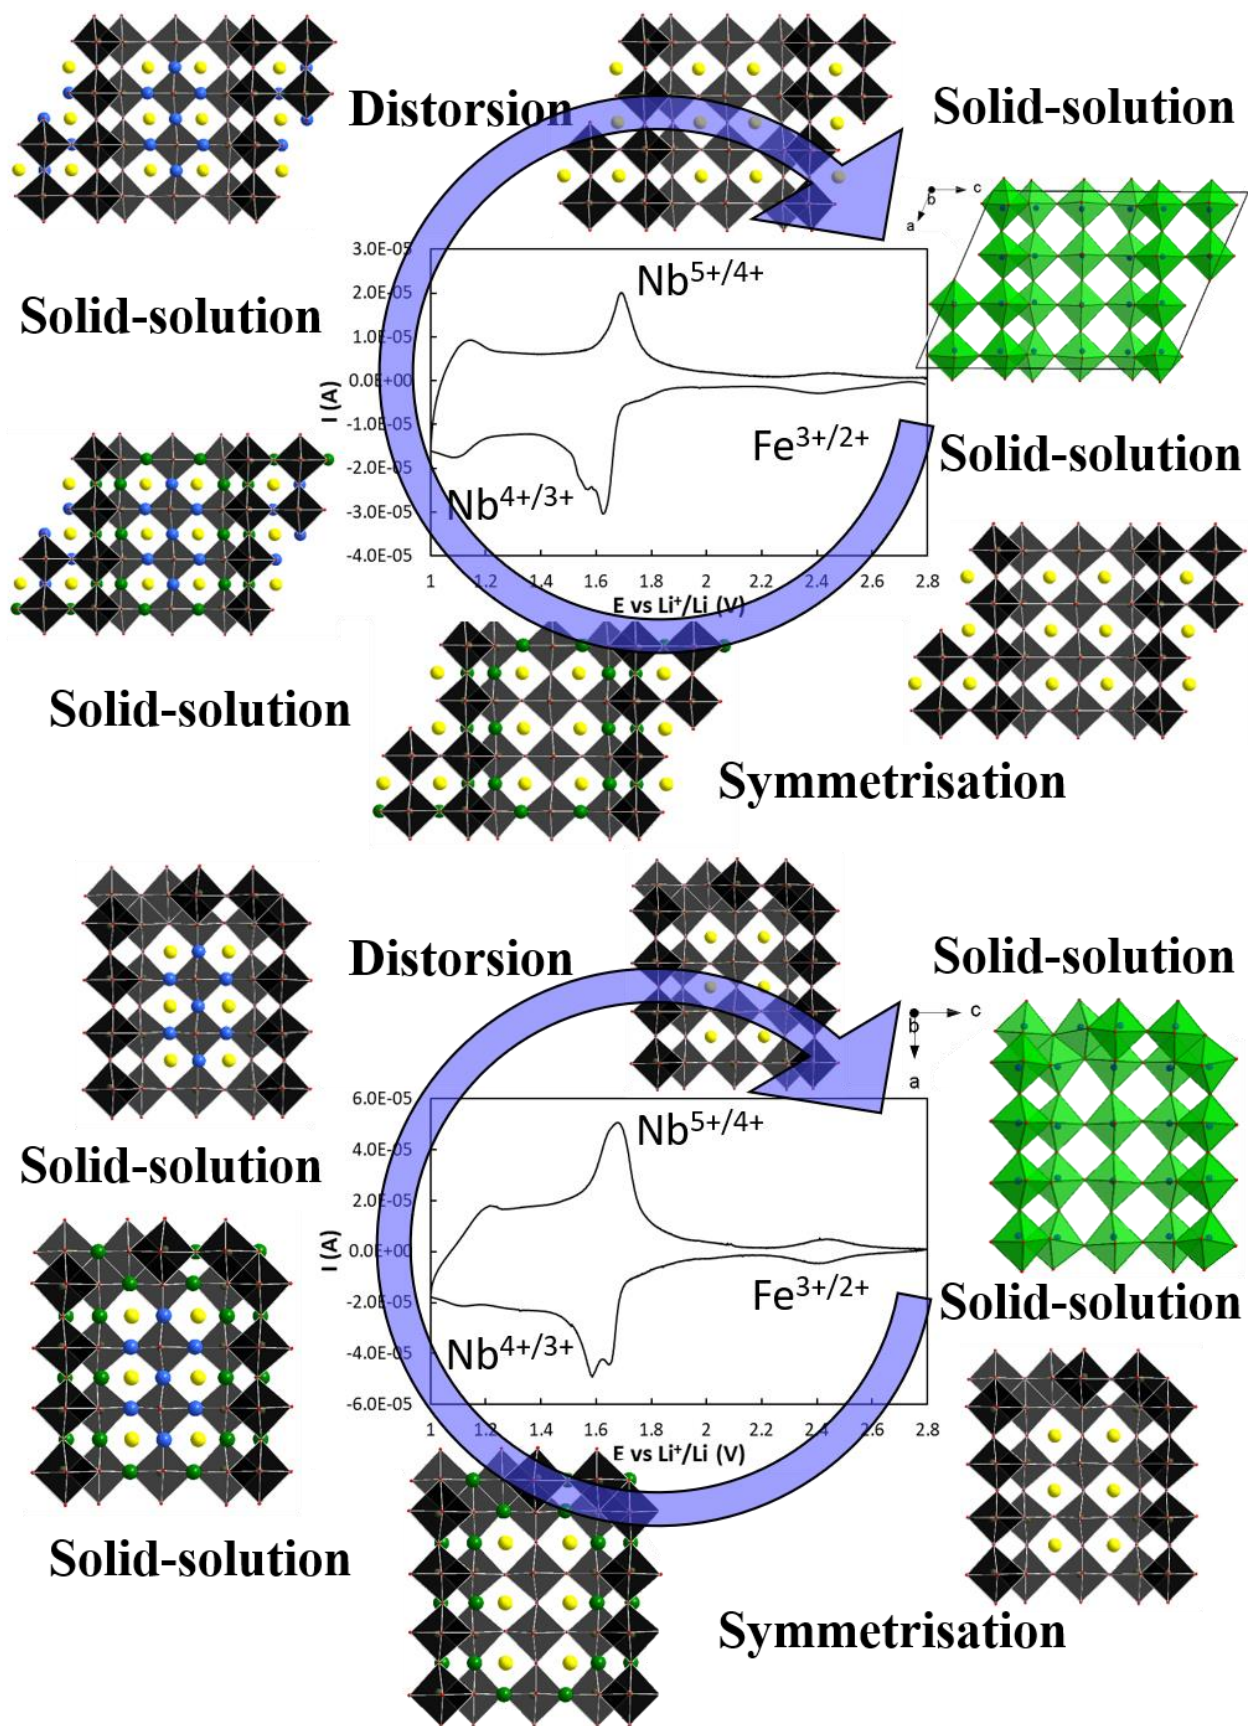 Distorsion
Solid-solution
c
b
a
3.0E-05
2.0E-05
1.0E-05
0.0E+00
-1.0E-05
-2.0E-05
-3.0E-05
-4.0E-05
I (A)
Nb5+/4+
Fe3+/2+
Nb4+/3+
1 1.2 1.4 1.6 1.8 2 2.2 2.4 2.6 2.8
E vs Li+/Li (V)
Solid-solution
Solid-solution
Solid-solution
Symmetrisation
Distorsion
Solid-solution
b
c
a
6.0E-05
4.0E-05
2.0E-05
0.0E+00
-2.0E-05
-4.0E-05
-6.0E-05
I (A)
Nb5+/4+
Fe3+/2+
Nb4+/3+
1 1.2 1.4 1.6 1.8 2 2.2 2.4 2.6 2.8
E vs Li+/Li (V)
Solid-solution
Solid-solution
Solid-solution
Symmetrisation